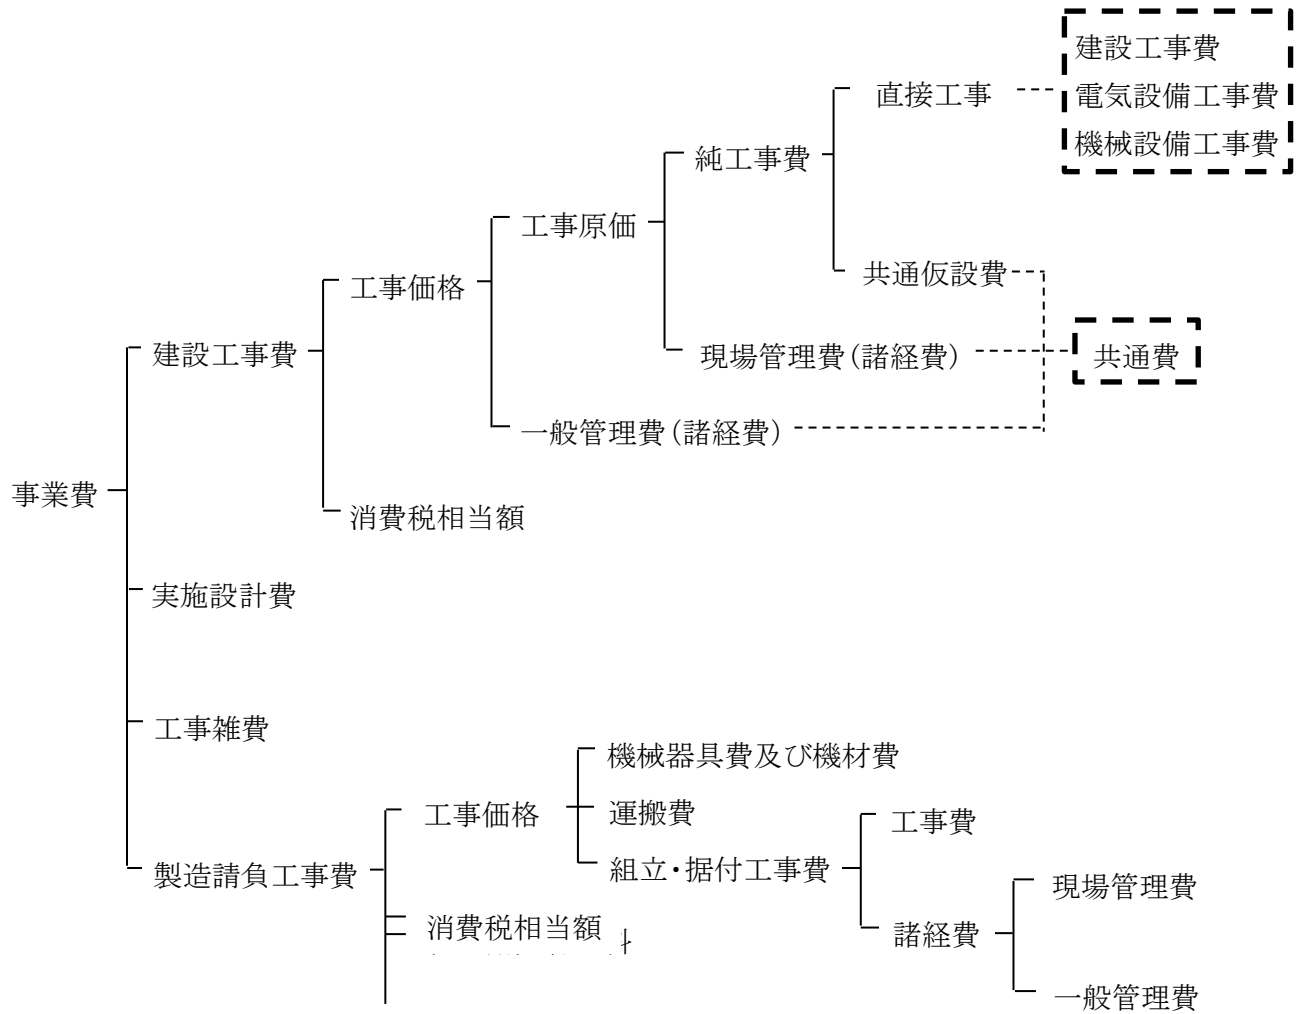 建設工事費
電気設備工事費
機械設備工事費
直接工事
純工事費
工事原価
共通仮設費
工事価格
建設工事費
現場管理費(諸経費)
共通費
一般管理費(諸経費)
事業費
消費税相当額
実施設計費
工事雑費
機械器具費及び機材費
工事価格
運搬費
工事費
製造請負工事費
組立・据付工事費
現場管理費
消費税相当額
諸経費
一般管理費